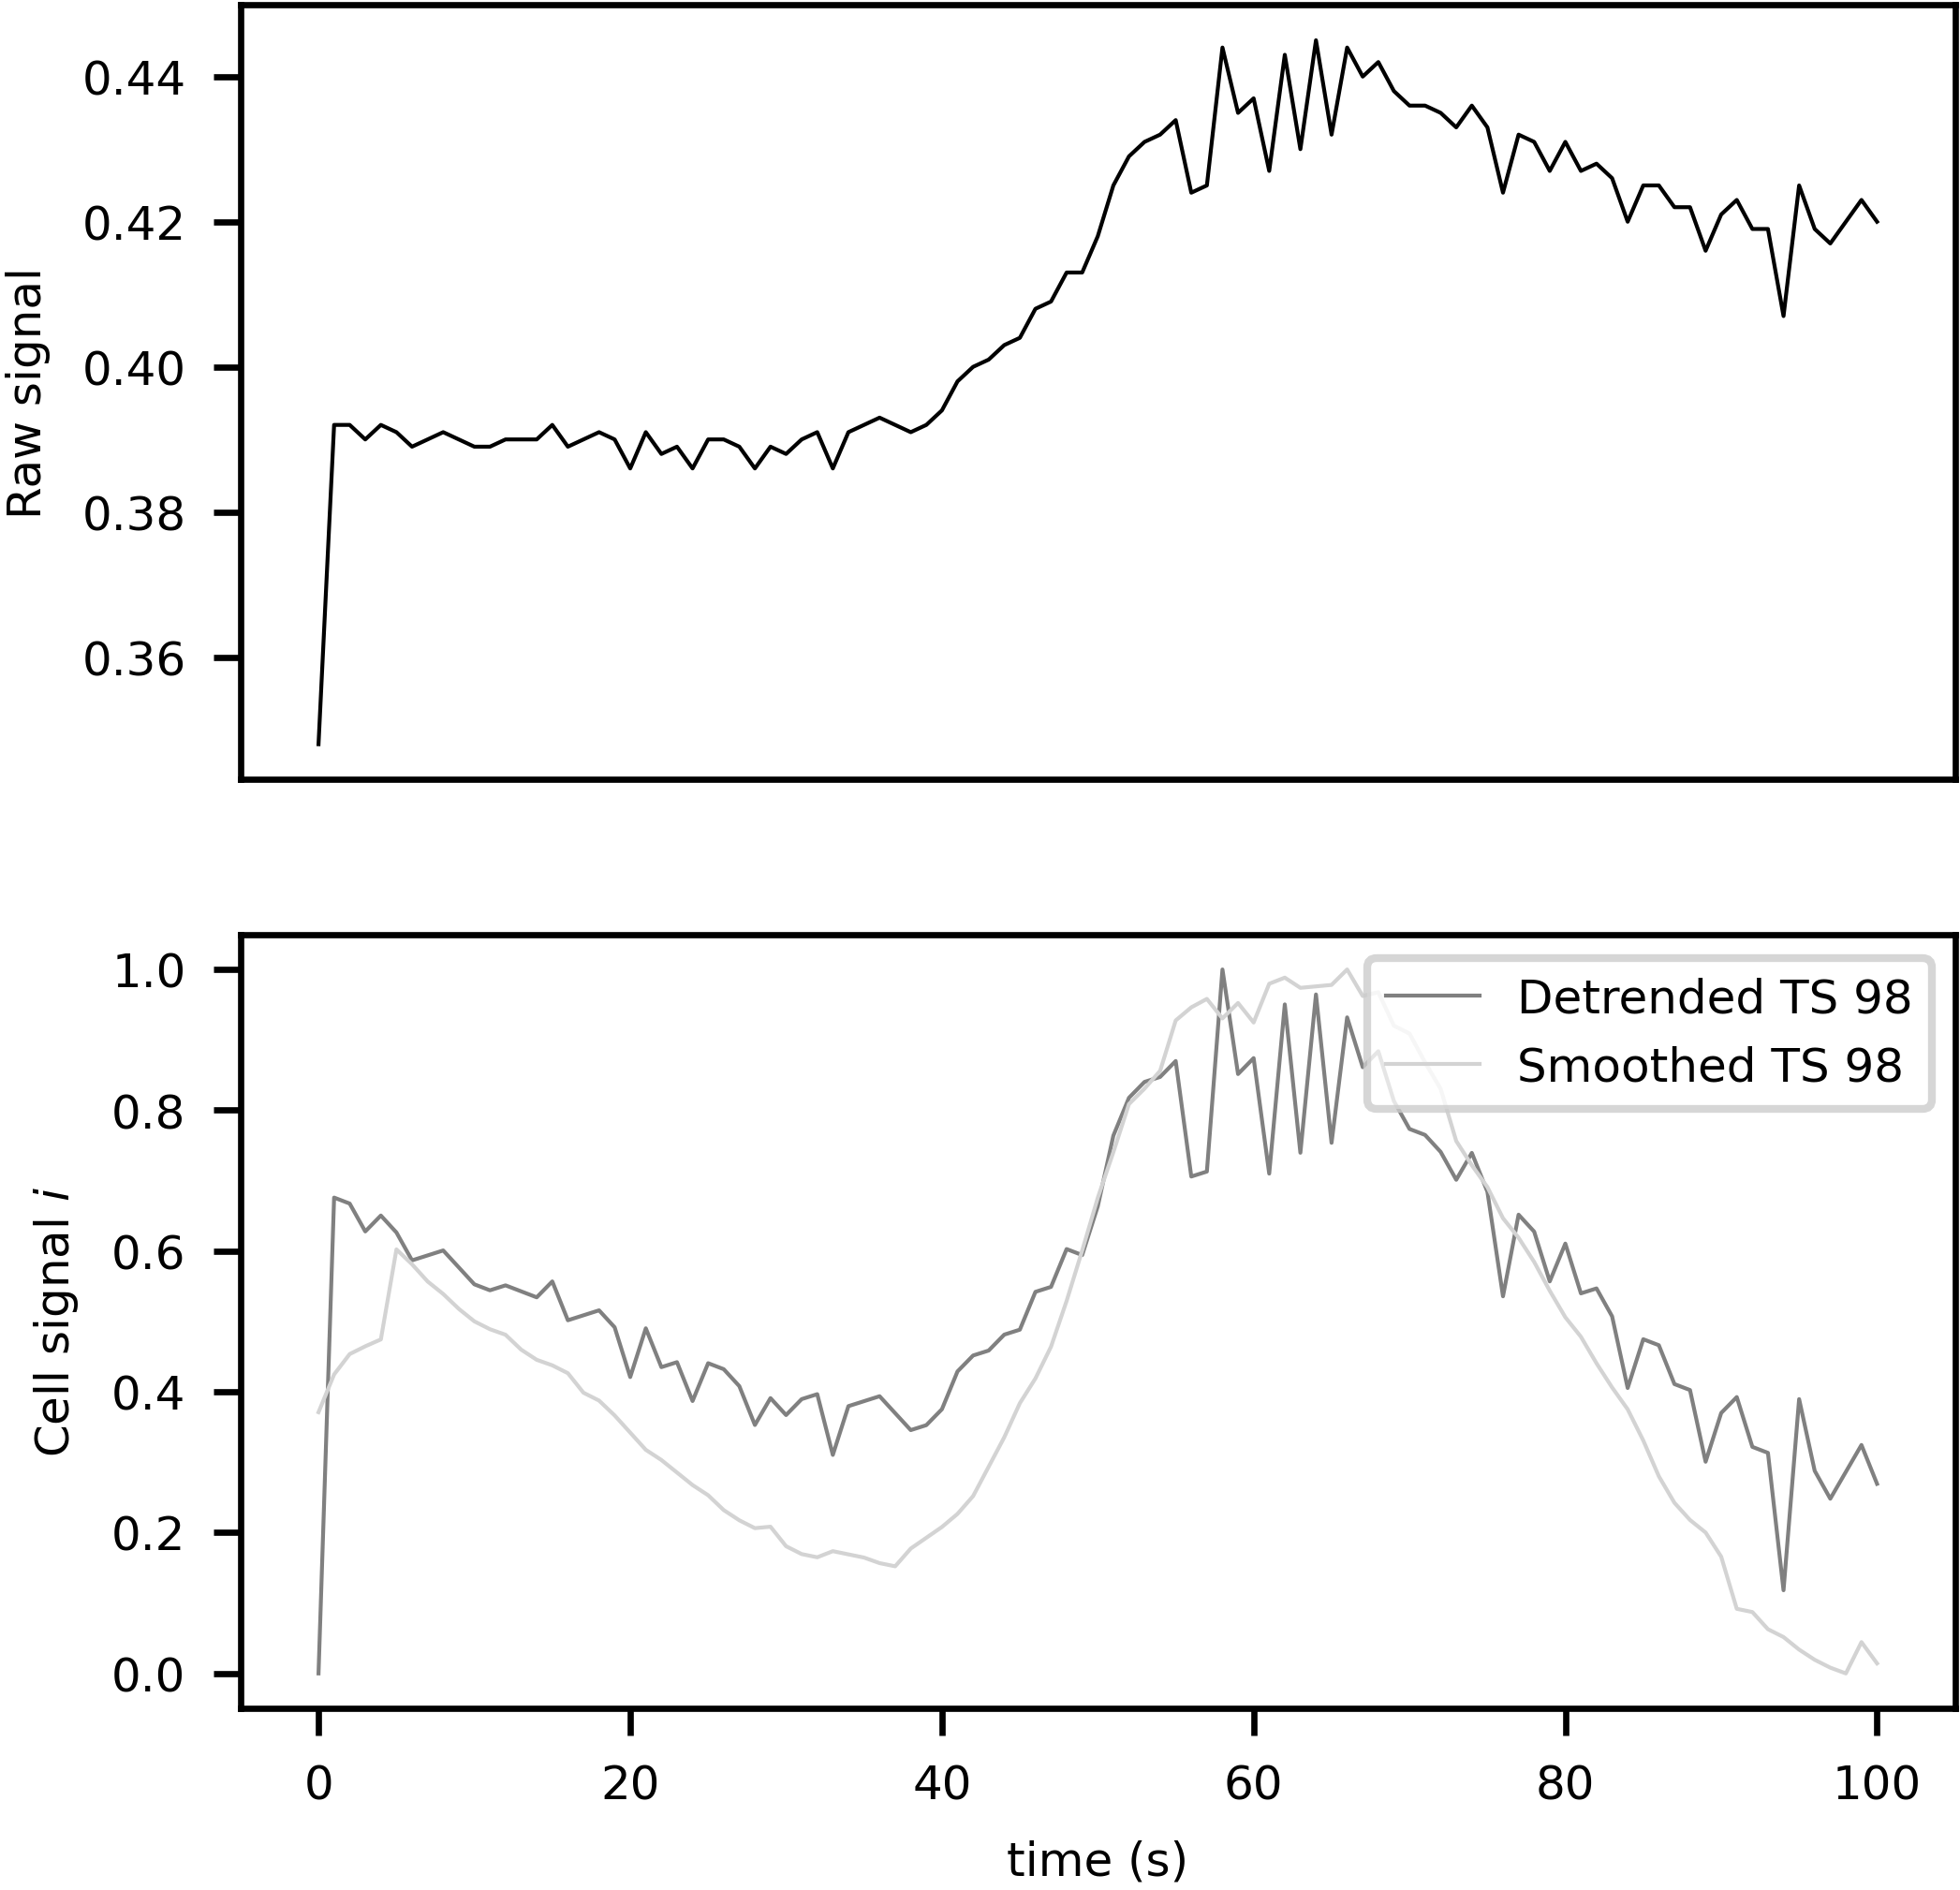 Raw signal
0.44
0.42
0.40
0.38
0.36
Cell signal i
1.0
0.8
0.6
0.4
0.2
0.0
Detrended TS 98
Smoothed TS 98
0 20 40 60 80 100
time (s)